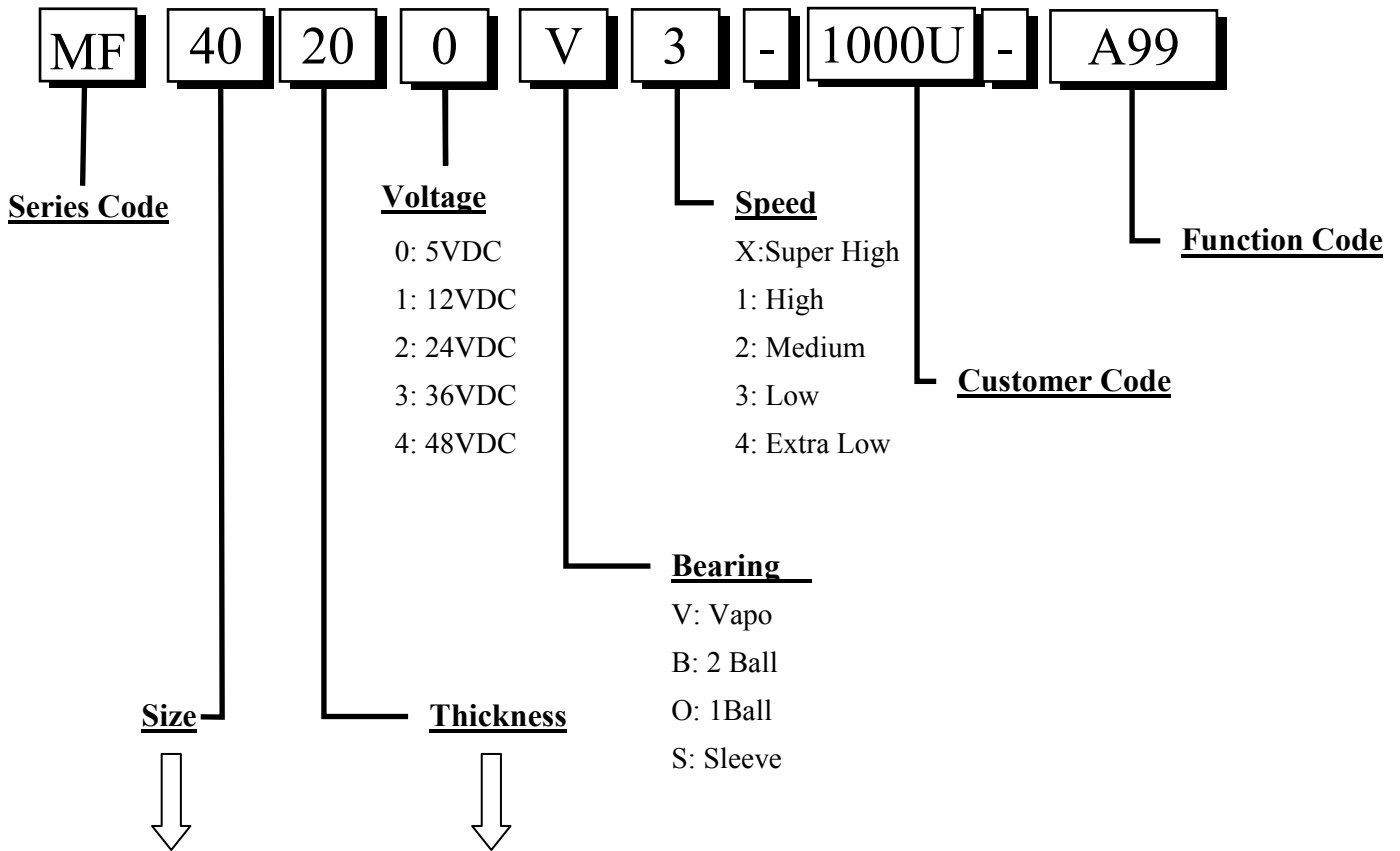 MF 40 20 0 V 3 - 1000U - A99
Series Code
Voltage
0: 5VDC
1: 12VDC
2: 24VDC
3: 36VDC
4: 48VDC
Speed
X:Super High
1: High
2: Medium
3: Low
4: Extra Low
Function Code
Customer Code
Bearing
V: Vapo
B: 2 Ball
O: 1Ball
S: Sleeve
Size
Thickness